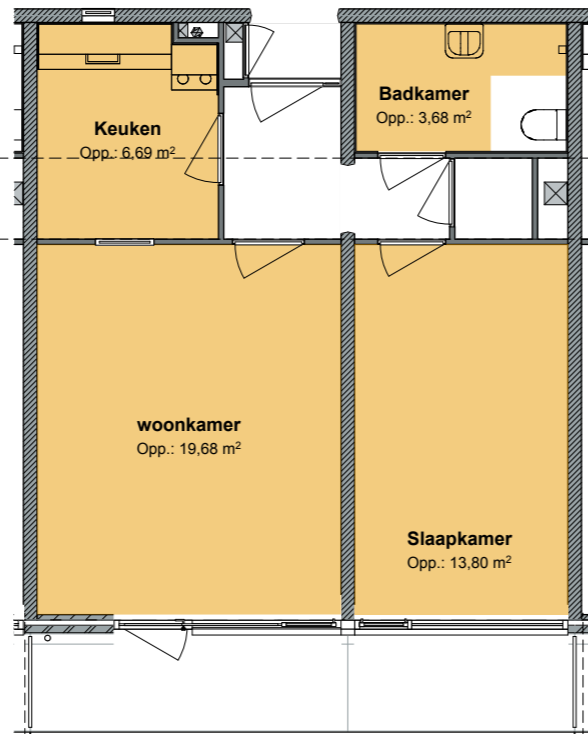 Keuken
Opp.: 6,69 m²
Badkamer
Opp.: 3,68 m²
woonkamer
Opp.: 19,68 m²
Slaapkamer
Opp.: 13,80 m²